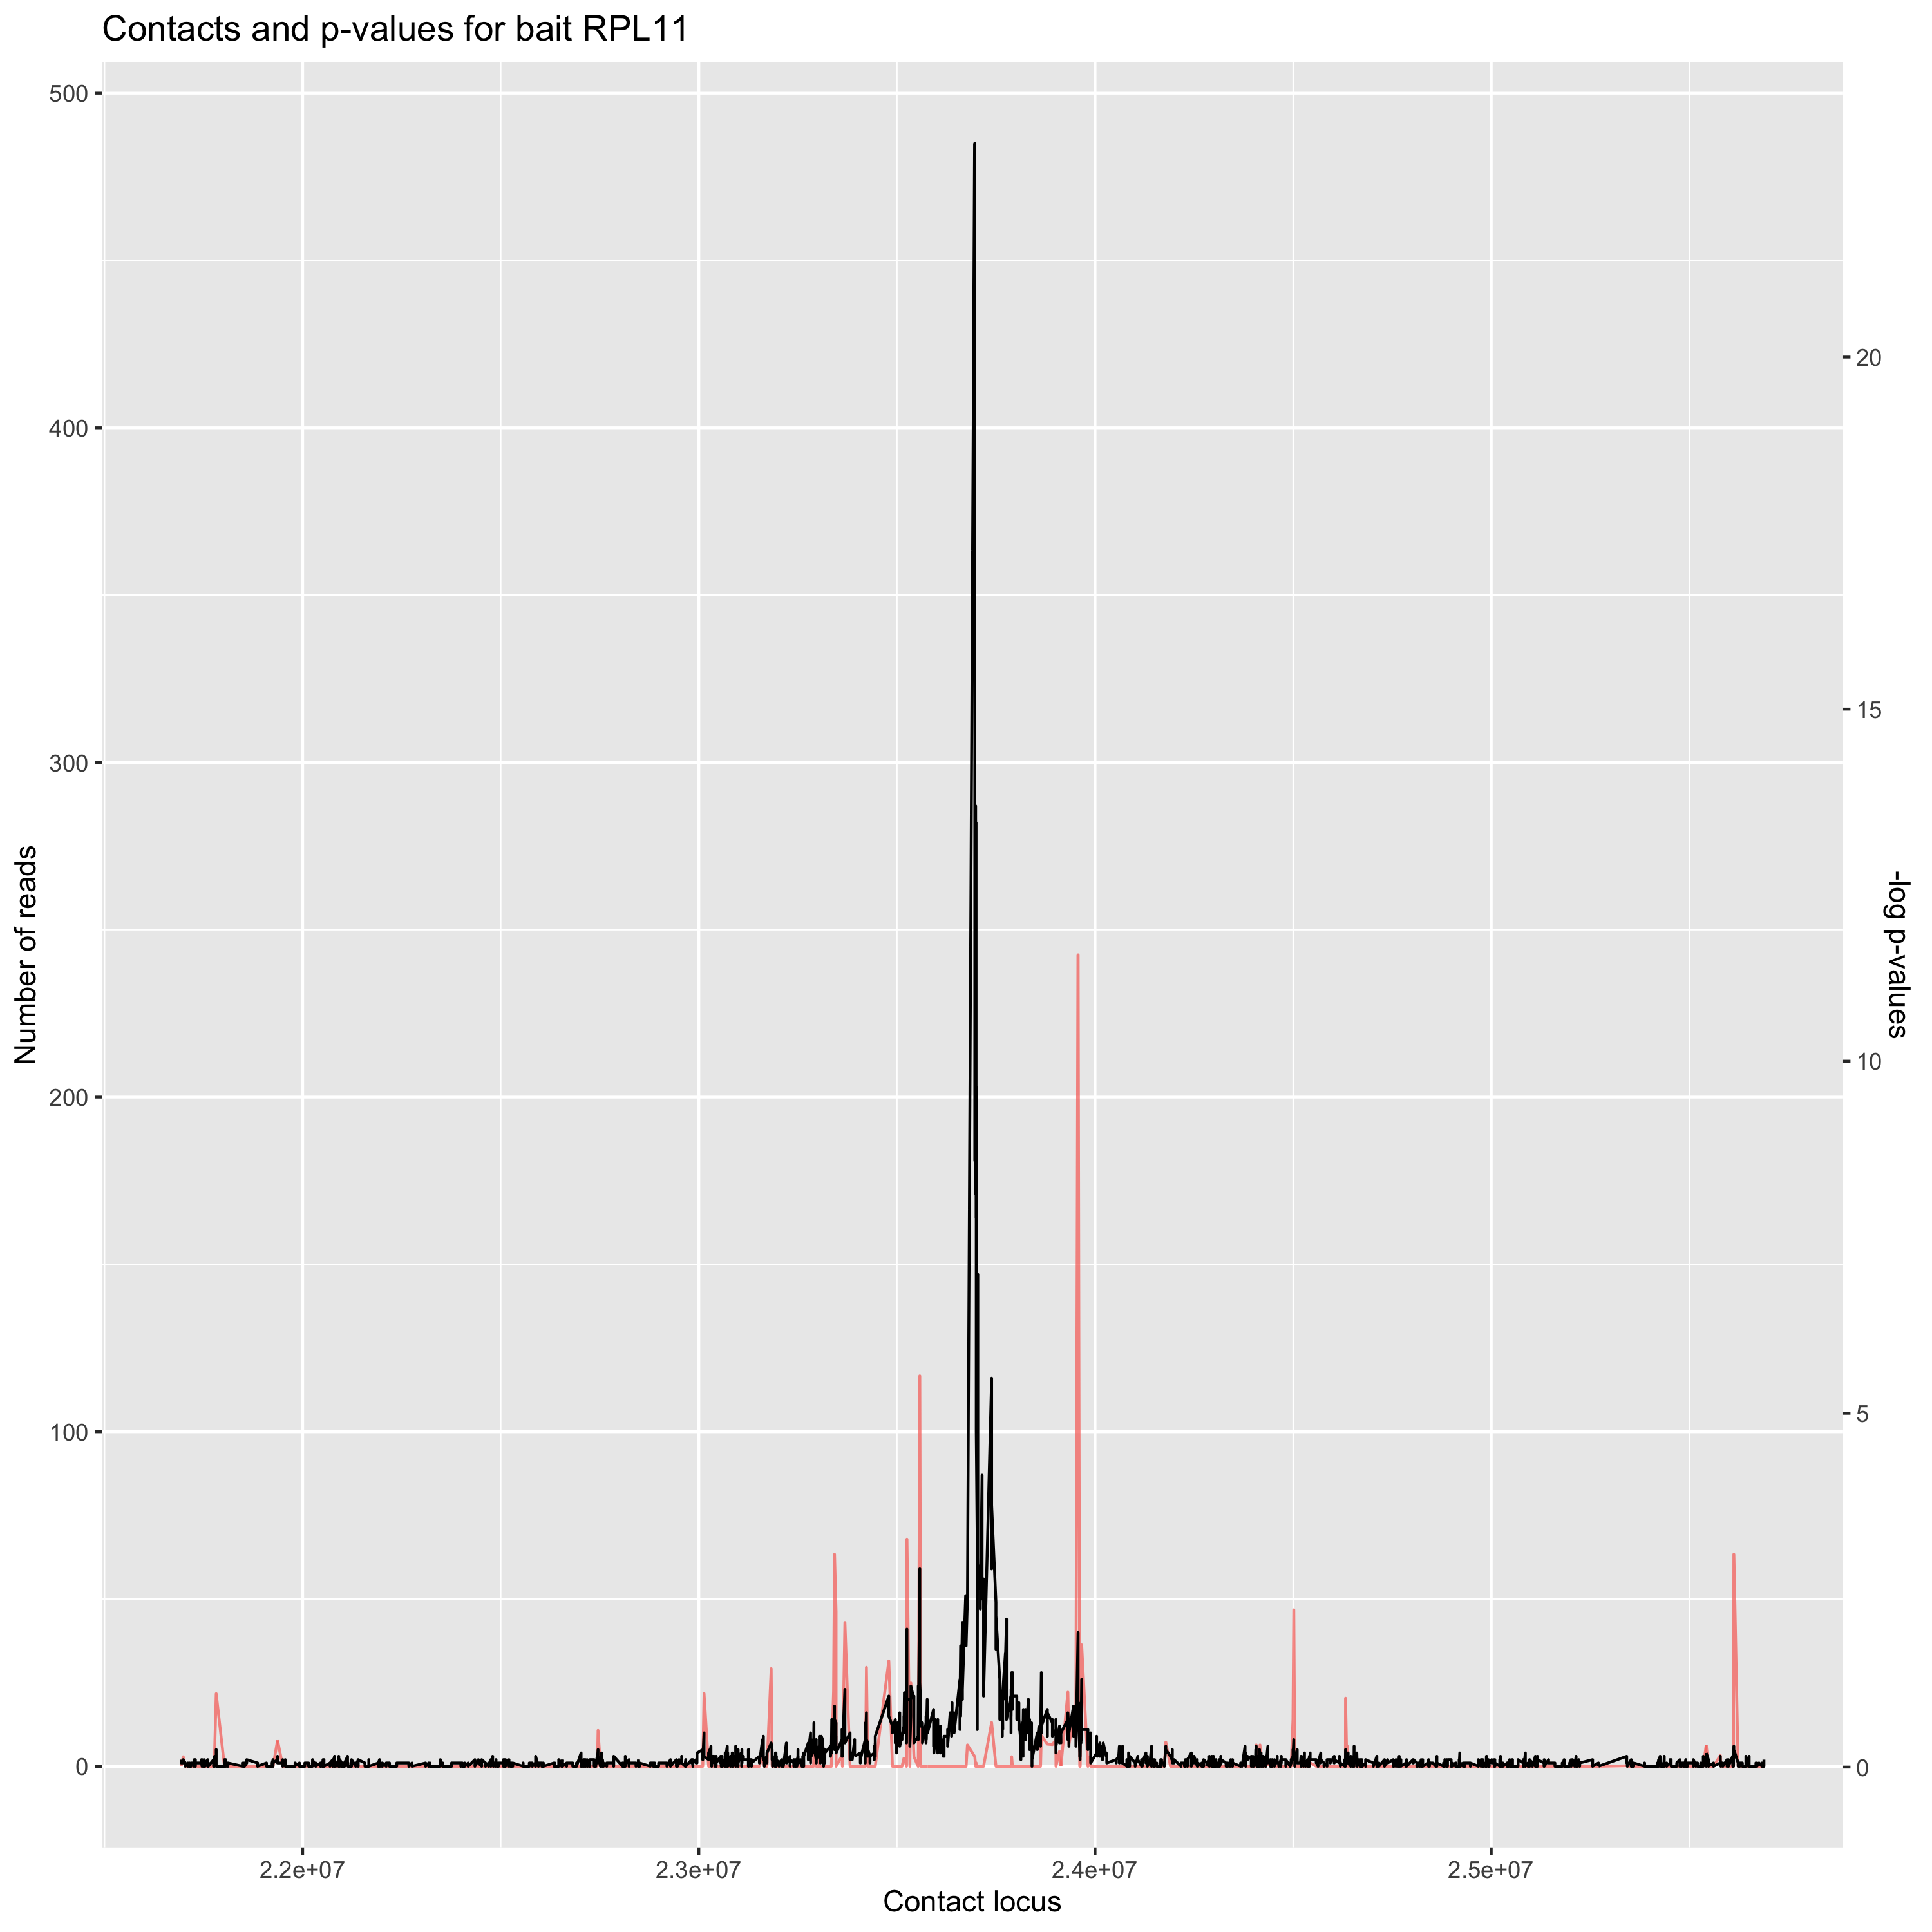 Contacts and p-values for bait RPL11
500
400
300
200
100
0
Number of reads
20
15
10
5
0
-log p-values
2.2e+07
2.3e+07
2.4e+07
2.5e+07
Contact locus